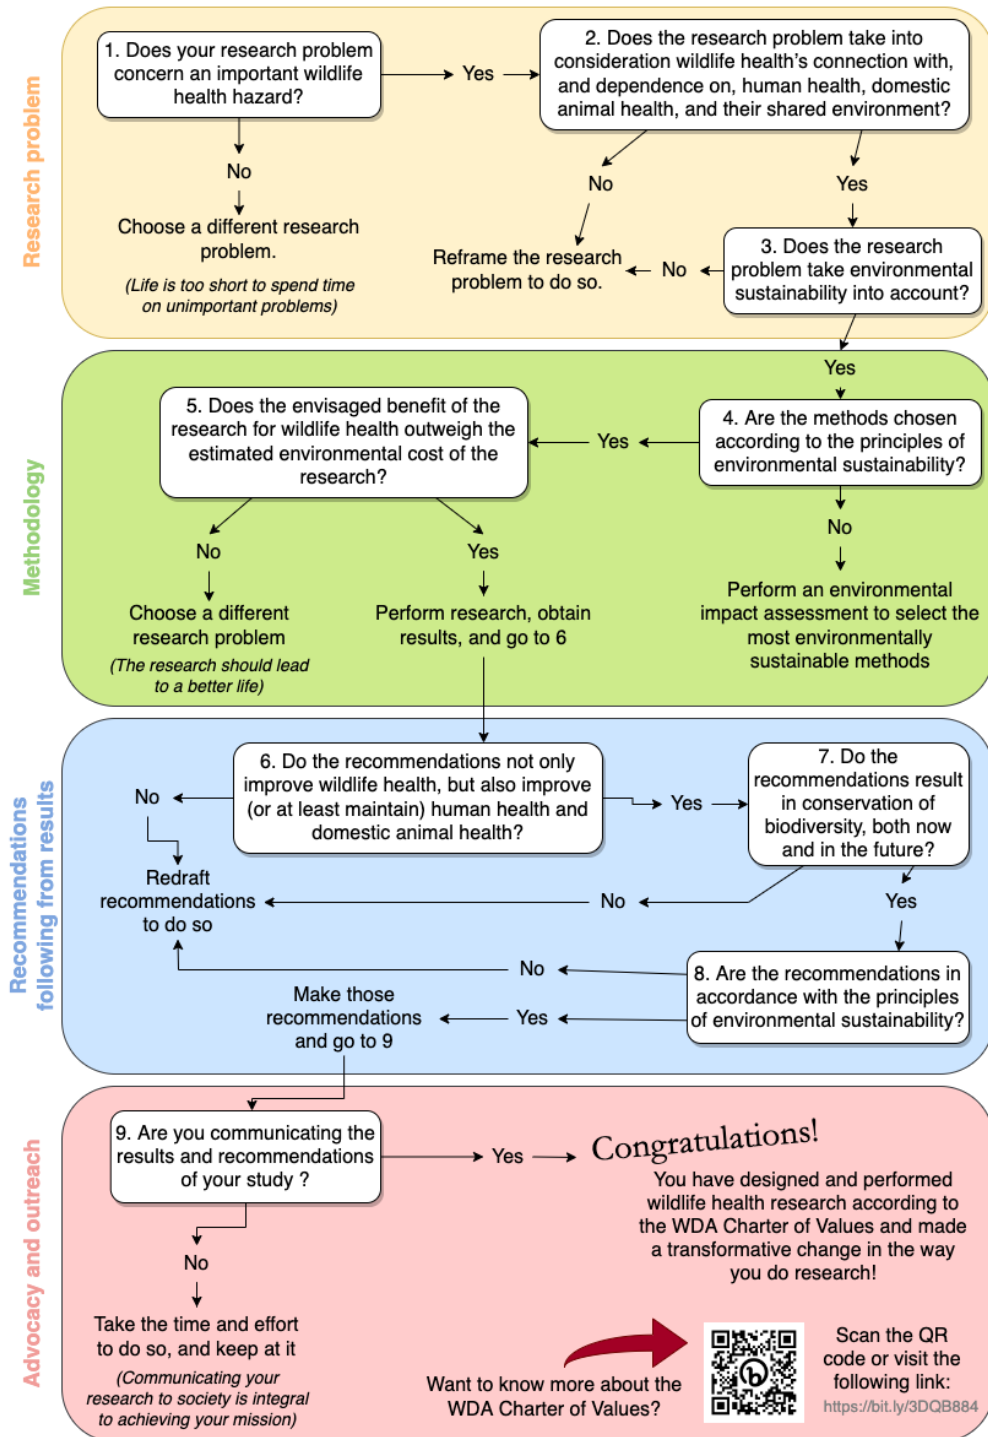 Research problem
1. Does your research problem
concern an important wildlife
health hazard?
Yes
2. Does the research problem take into
consideration wildlife health's connection with,
and dependence on, human health, domestic
animal health, and their shared environment?
No
Choose a different research
problem.
(Life is too short to spend time
on unimportant problems)
No
Reframe the research
problem to do so.
Yes
3. Does the research
problem take environmental
sustainability into account?
No
Methodology
Yes
4. Are the methods chosen
according to the principles of
environmental sustainability?
No
Perform an environmental
impact assessment to select the
most environmentally
sustainable methods
Yes
5. Does the envisaged benefit of the
research for wildlife health outweigh the
estimated environmental cost of the
research?
No
Choose a different
research problem
(The research should lead
to a better life)
Yes
Perform research, obtain
results, and go to 6
Recommendations
following from results
6. Do the recommendations not only
improve wildlife health, but also improve
(or at least maintain) human health and
domestic animal health?
No
Redraft
recommendations
to do so
Yes
7. Do the
recommendations result
in conservation of
biodiversity, both now
and in the future?
No
Yes
8. Are the recommendations in
accordance with the principles
of environmental sustainability?
No
Yes
Make those
recommendations
and go to 9
Advocacy and outreach
9. Are you communicating the
results and recommendations
of your study ?
Yes
Congratulations!
You have designed and performed
wildlife health research according to
the WDA Charter of Values and made
a transformative change in the way
you do research!
No
Take the time and effort
to do so, and keep at it
(Communicating your
research to society is integral
to achieving your mission)
Want to know more about the
WDA Charter of Values?
b
Scan the QR
code or visit the
following link:
https://bit.ly/3DQB884